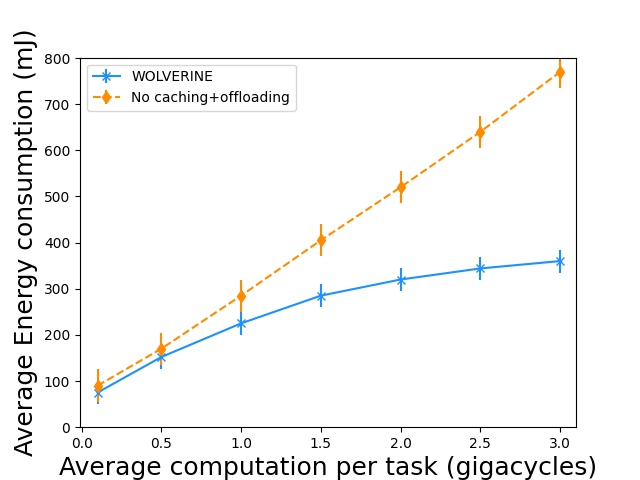 Average Energy consumption (mJ)
800
700
600
500
400
300
200
100
0
WOLVERINE
No caching+offloading
0.0 0.5 1.0 1.5 2.0 2.5 3.0
Average computation per task (gigacycles)